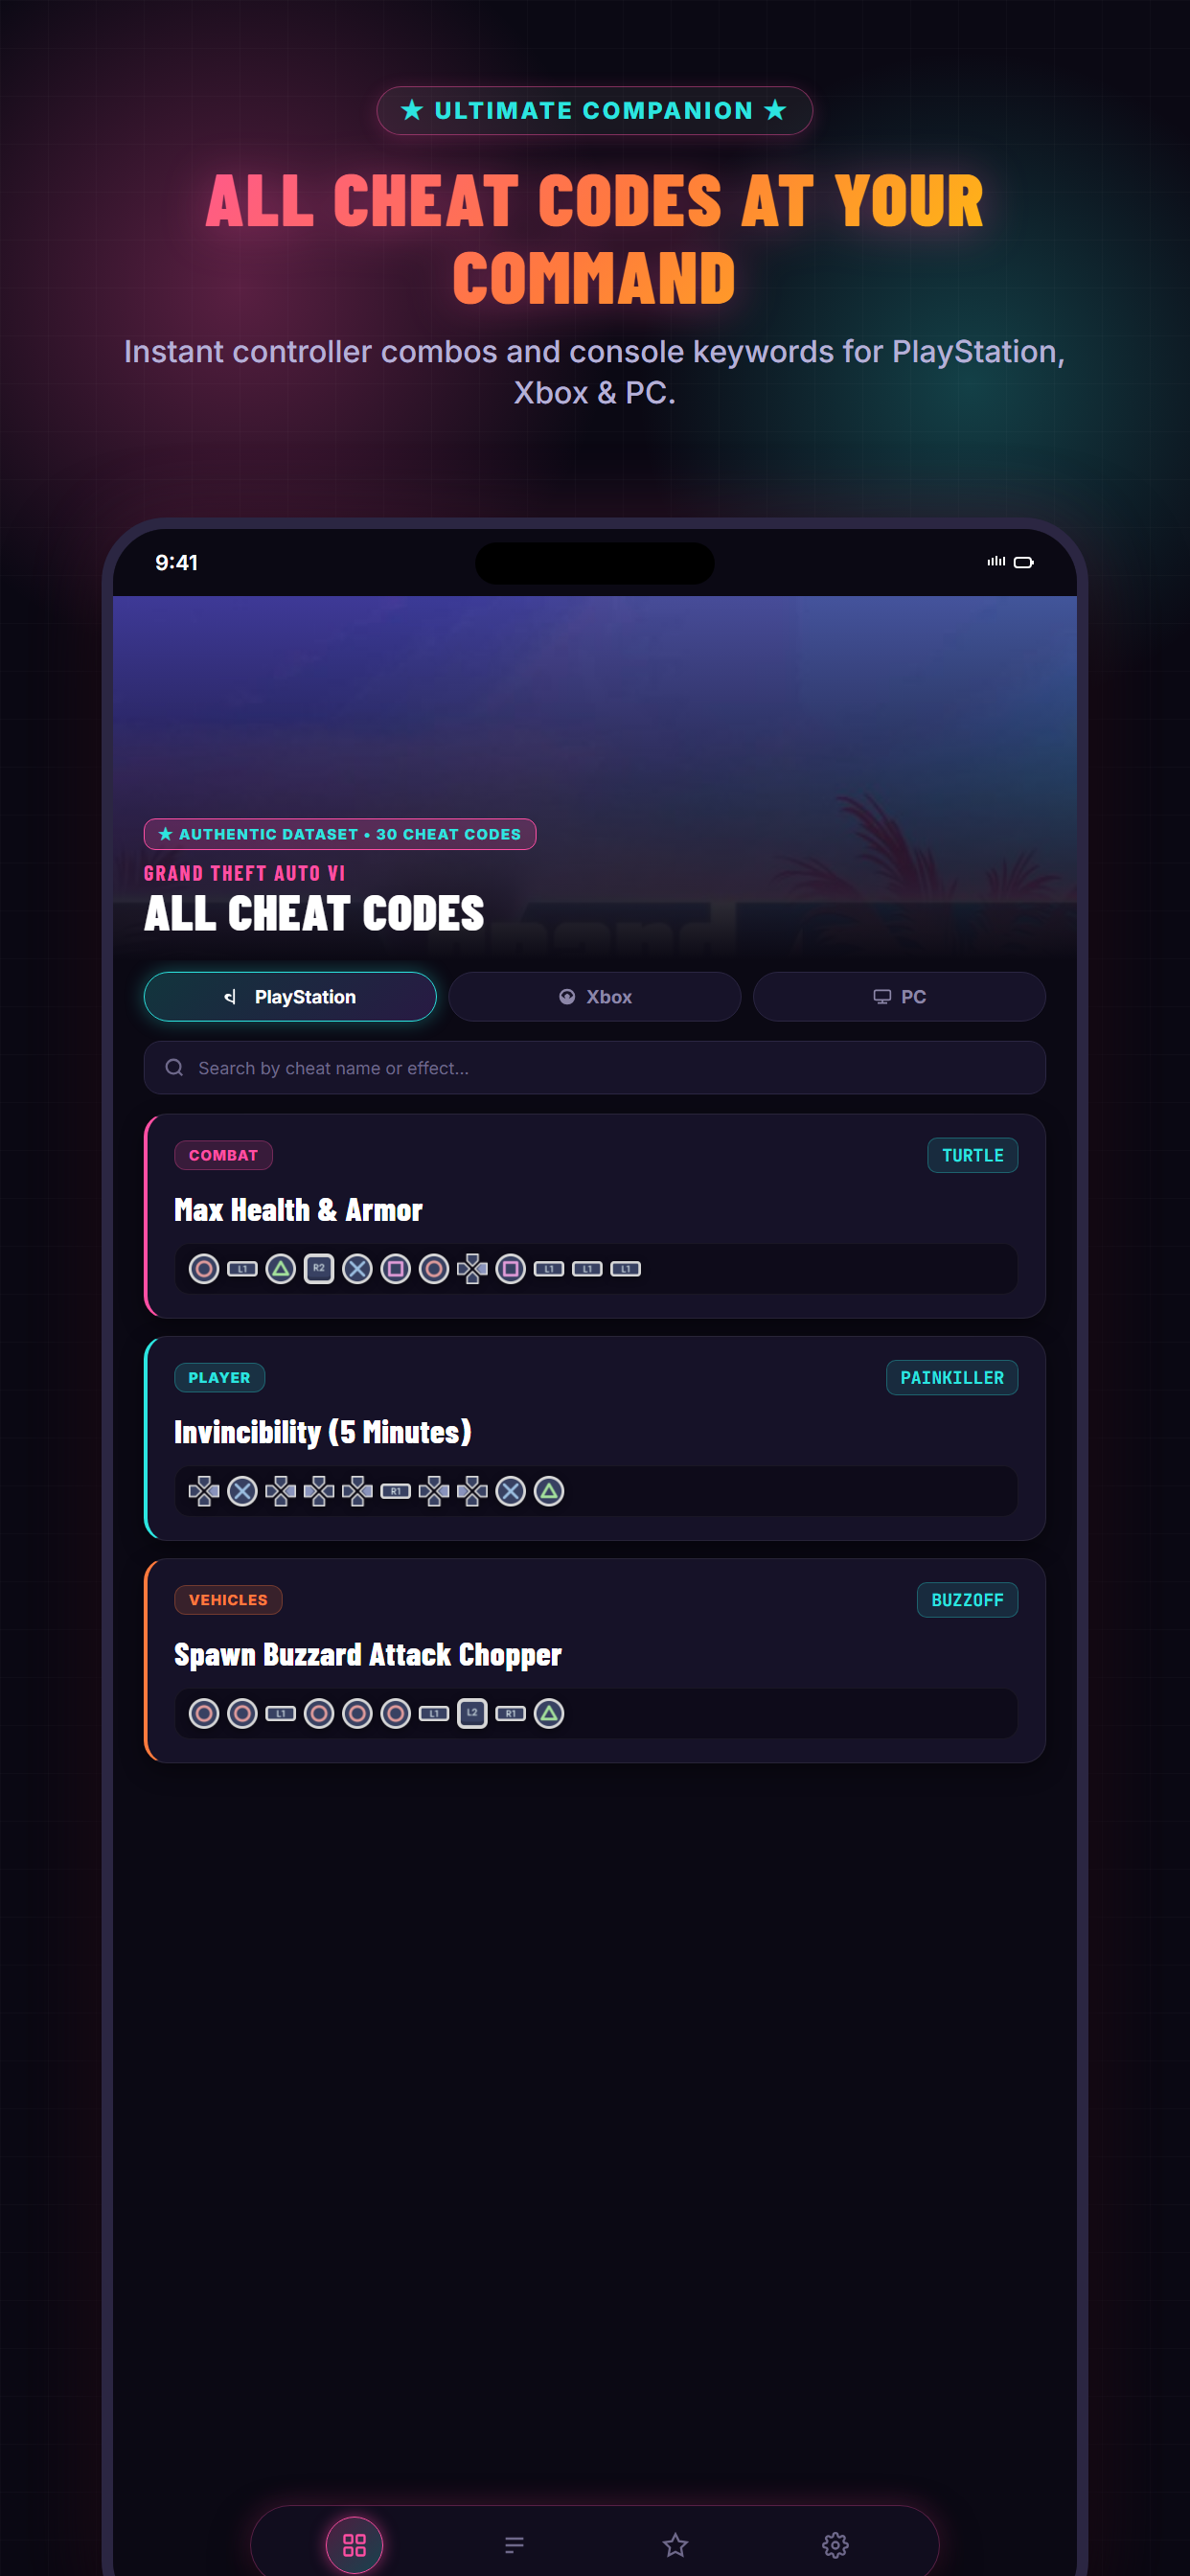 ★ ULTIMATE COMPANION ★
ALL CHEAT CODES AT YOUR
COMMAND
Instant controller combos and console keywords for PlayStation,
Xbox & PC.
9:41
★ AUTHENTIC DATASET • 30 CHEAT CODES
GRAND THEFT AUTO VI
ALL CHEAT CODES
PlayStation
Xbox
PC
Search by cheat name or effect...
COMBAT
TURTLE
Max Health & Armor
L1 R2 L1 L1 L1
PLAYER
PAINKILLER
Invincibility (5 Minutes)
R1
VEHICLES
BUZZOFF
Spawn Buzzard Attack Chopper
L1 L1 L2 R1